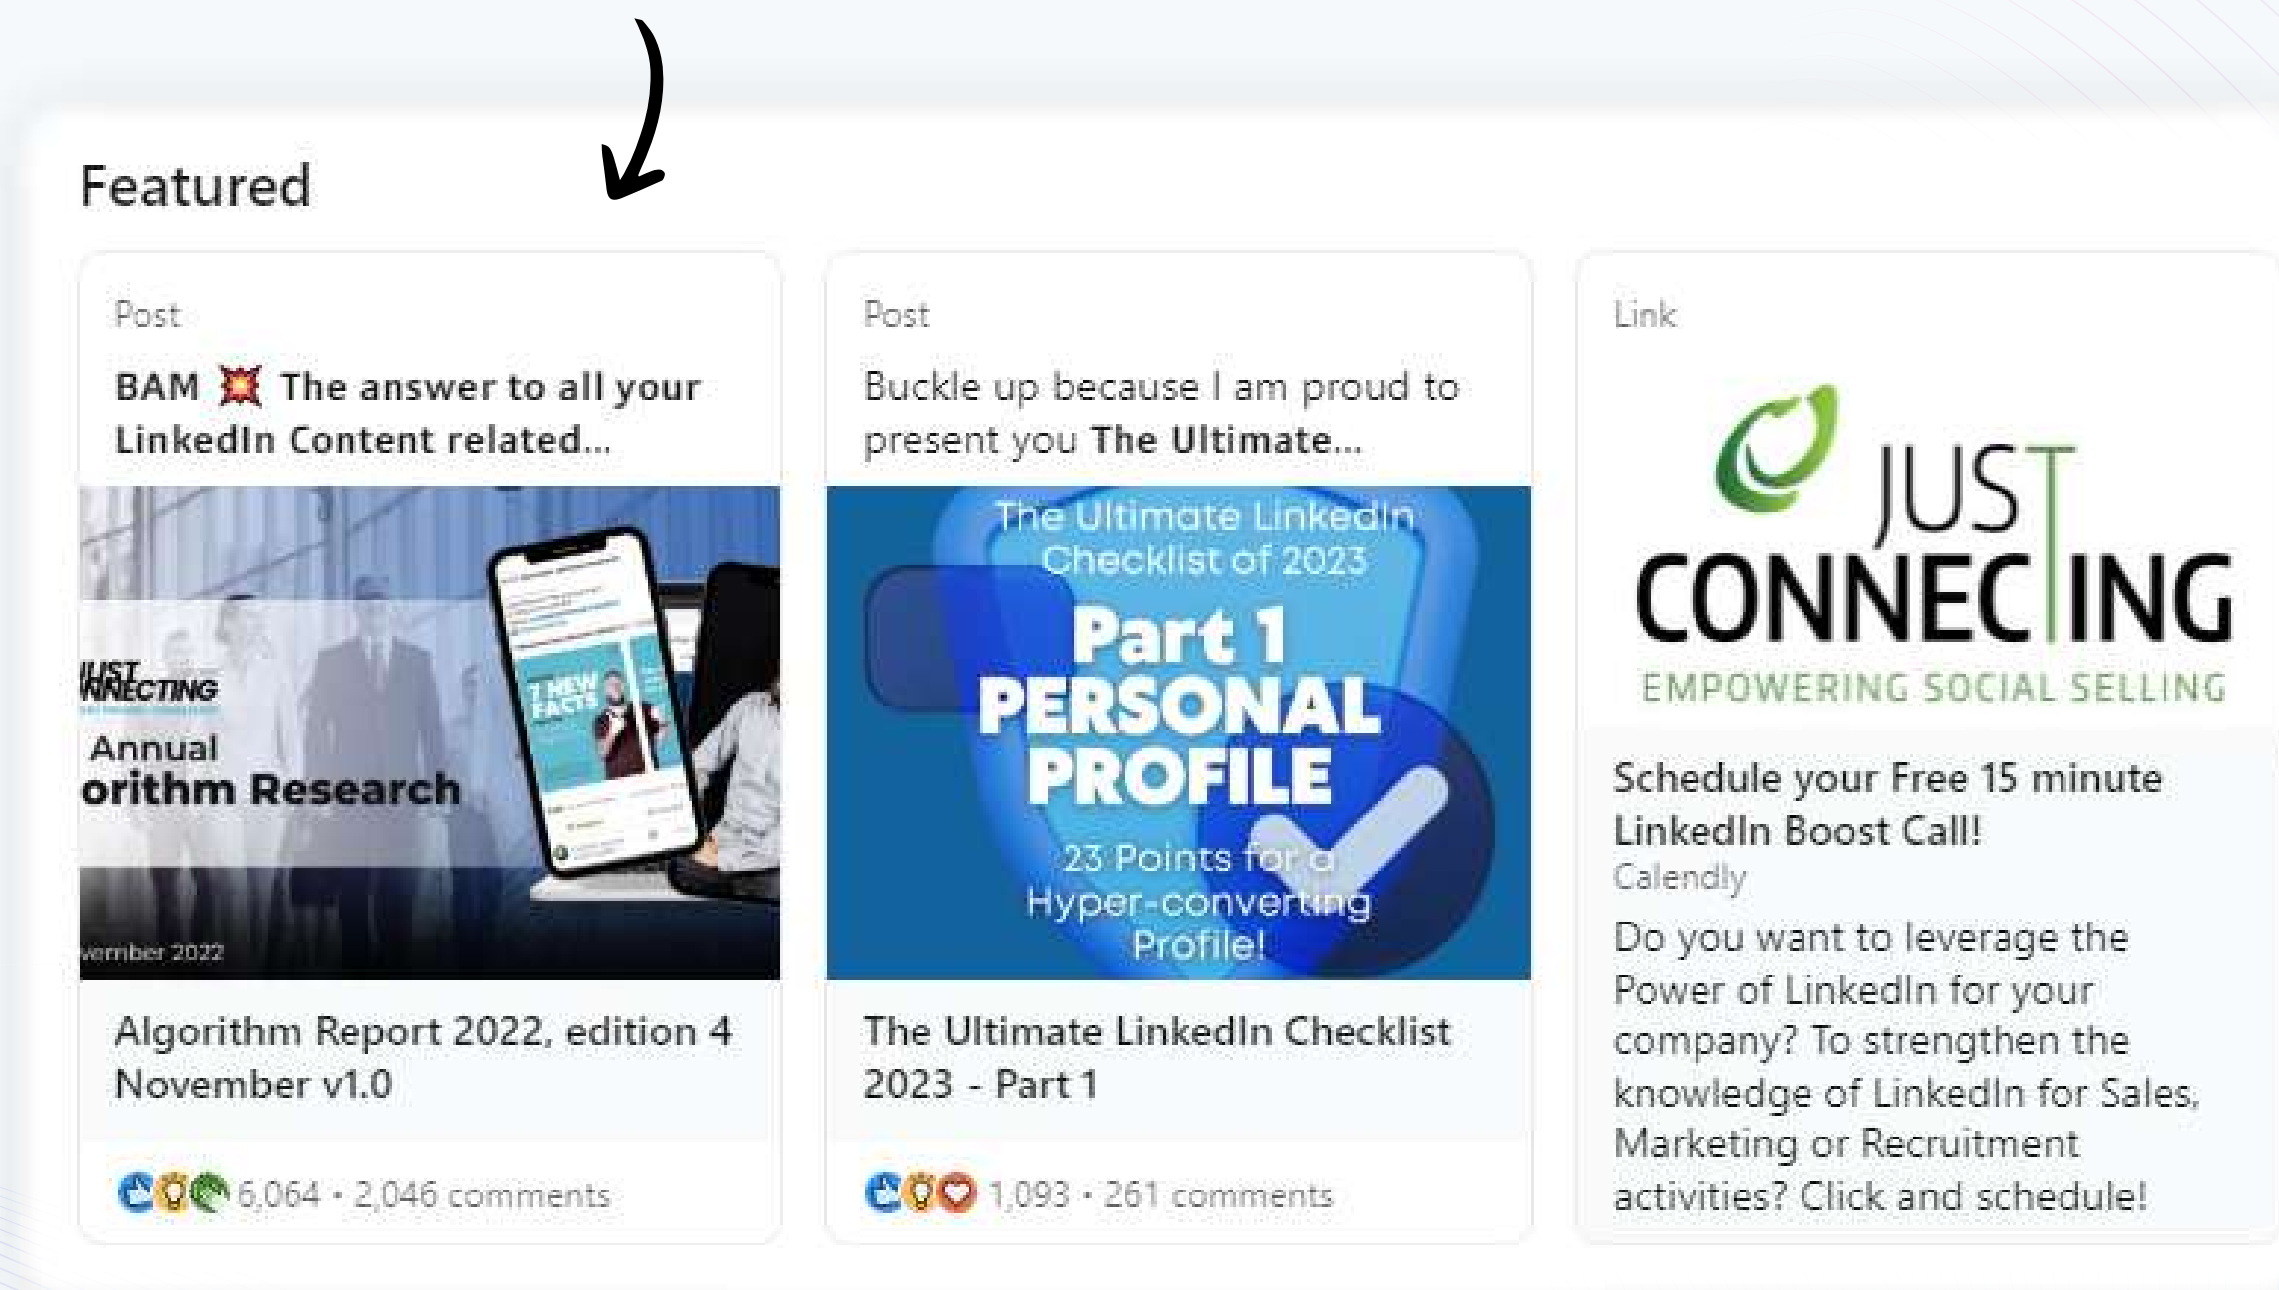 Featured
Post
BAM 💥 The answer to all your
LinkedIn Content related...
JUST
CONNECTING
Annual
orithm Research
7 NEW
FACTS
vember 2022
Algorithm Report 2022, edition 4
November v1.0
6,064 • 2,046 comments
Post
Buckle up because I am proud to
present you The Ultimate...
The Ultimate LinkedIn
Checklist of 2023
Part 1
PERSONAL
PROFILE
23 Points for a
Hyper-converting
Profile!
The Ultimate LinkedIn Checklist
2023 - Part 1
1,093 • 261 comments
Link
JUST
CONNECTING
EMPOWERING SOCIAL SELLING
Schedule your Free 15 minute
LinkedIn Boost Call!
Calendly
Do you want to leverage the
Power of LinkedIn for your
company? To strengthen the
knowledge of LinkedIn for Sales,
Marketing or Recruitment
activities? Click and schedule!